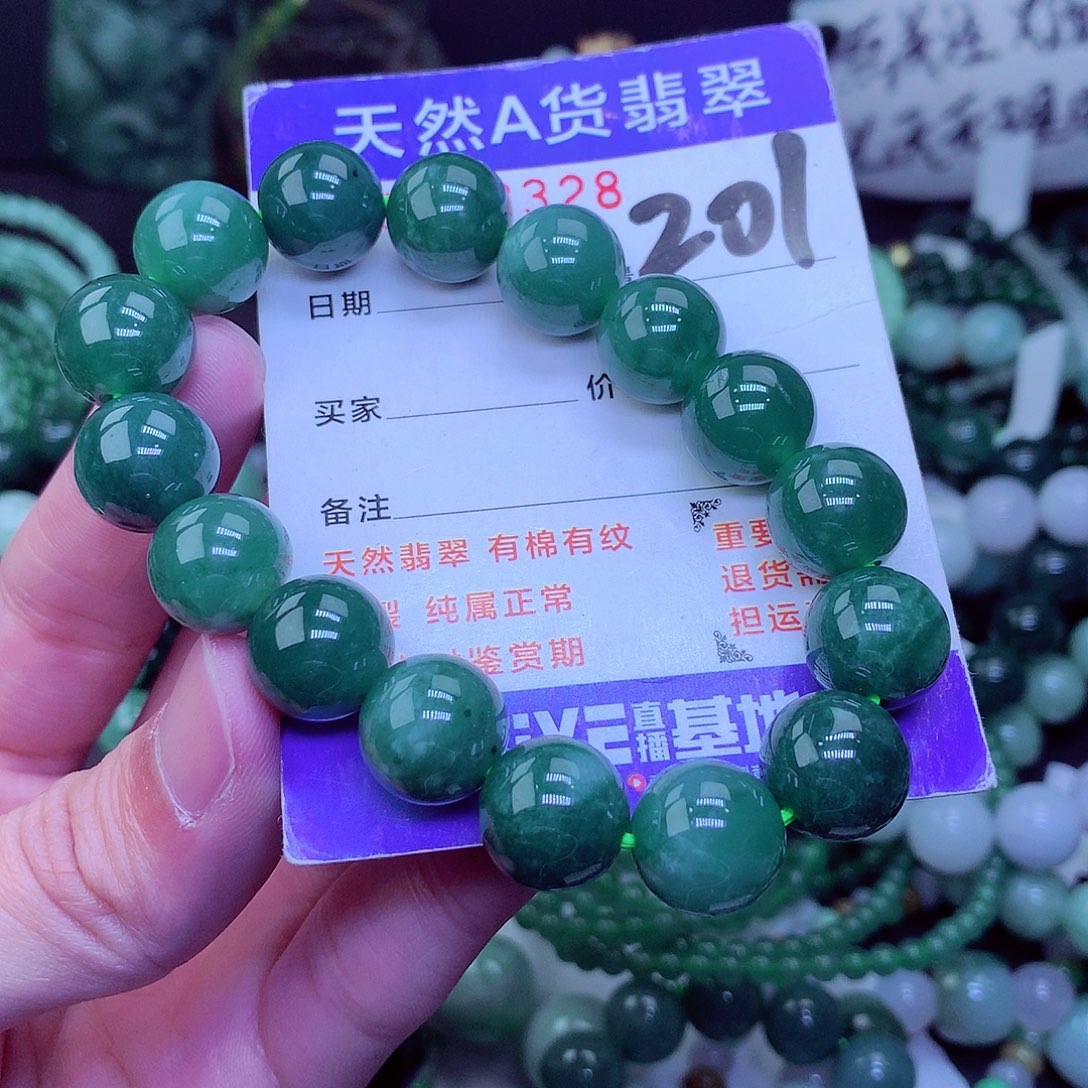 天然A货翡翠
328
201
日期
买家
价
备注
天然翡翠 有棉有纹
纯属正常
鉴赏期
重要
退货需
担运
直播基地